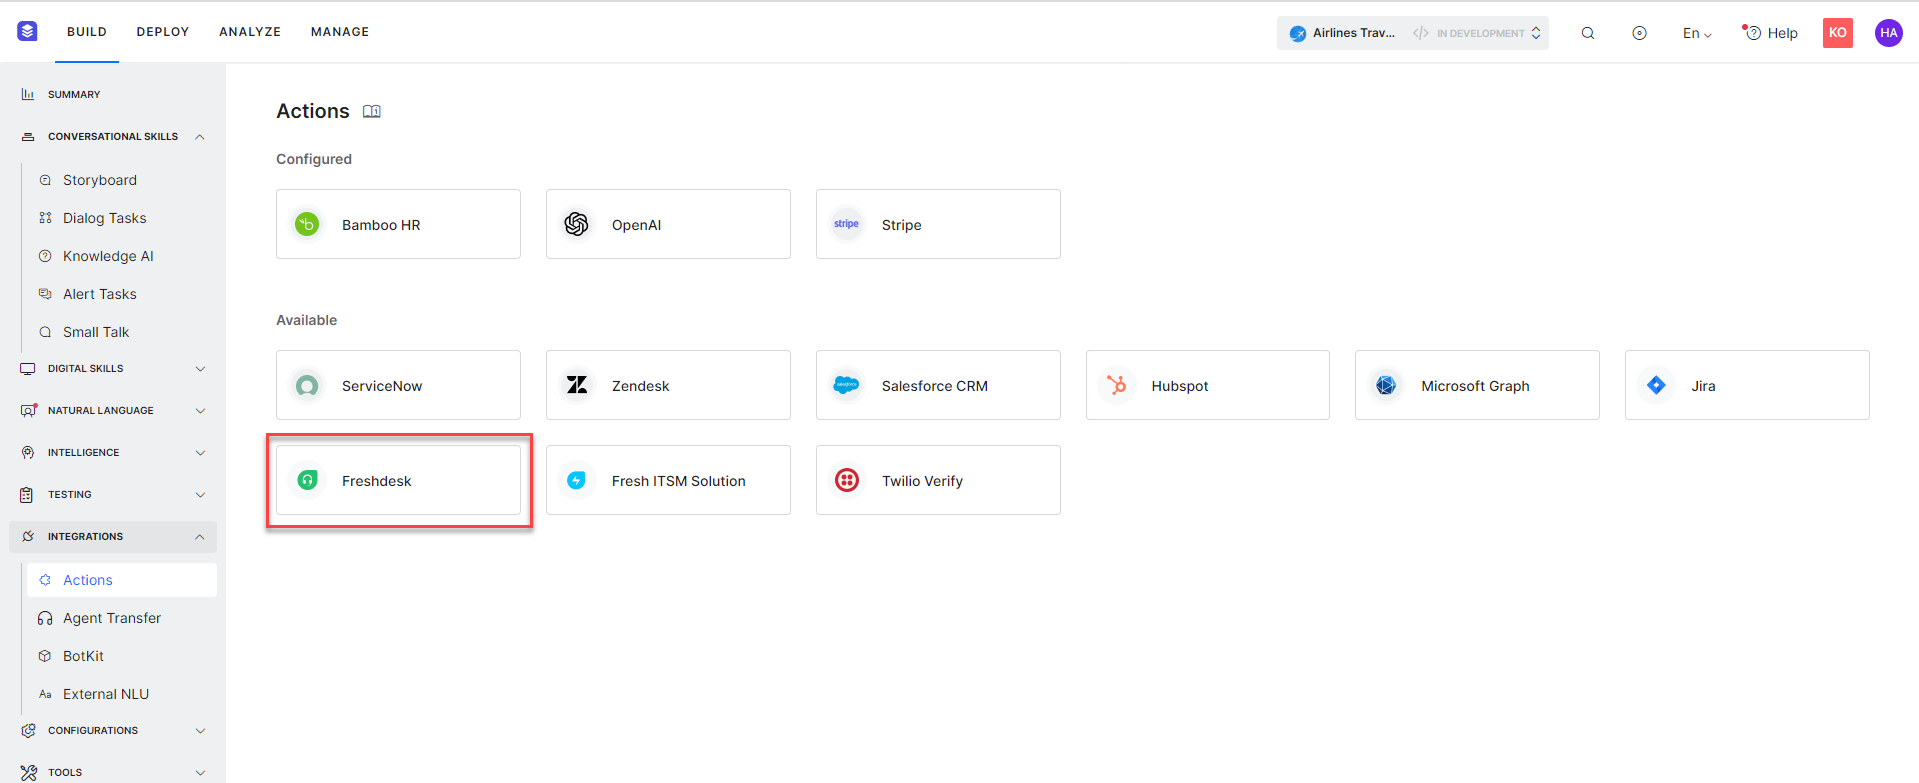 BUILD DEPLOY ANALYZE MANAGE Airlines Trav... </> IN DEVELOPMENT En Help KO HA
SUMMARY
CONVERSATIONAL SKILLS
Storyboard
Dialog Tasks
Knowledge AI
Alert Tasks
Small Talk
DIGITAL SKILLS
NATURAL LANGUAGE
INTELLIGENCE
TESTING
INTEGRATIONS
Actions
Agent Transfer
BotKit
Aa External NLU
CONFIGURATIONS
TOOLS
Actions
Configured
Bamboo HR
OpenAI
stripe Stripe
Available
ServiceNow
Zendesk
salesforce Salesforce CRM
Hubspot
Microsoft Graph
Jira
Freshdesk
Fresh ITSM Solution
Twilio Verify